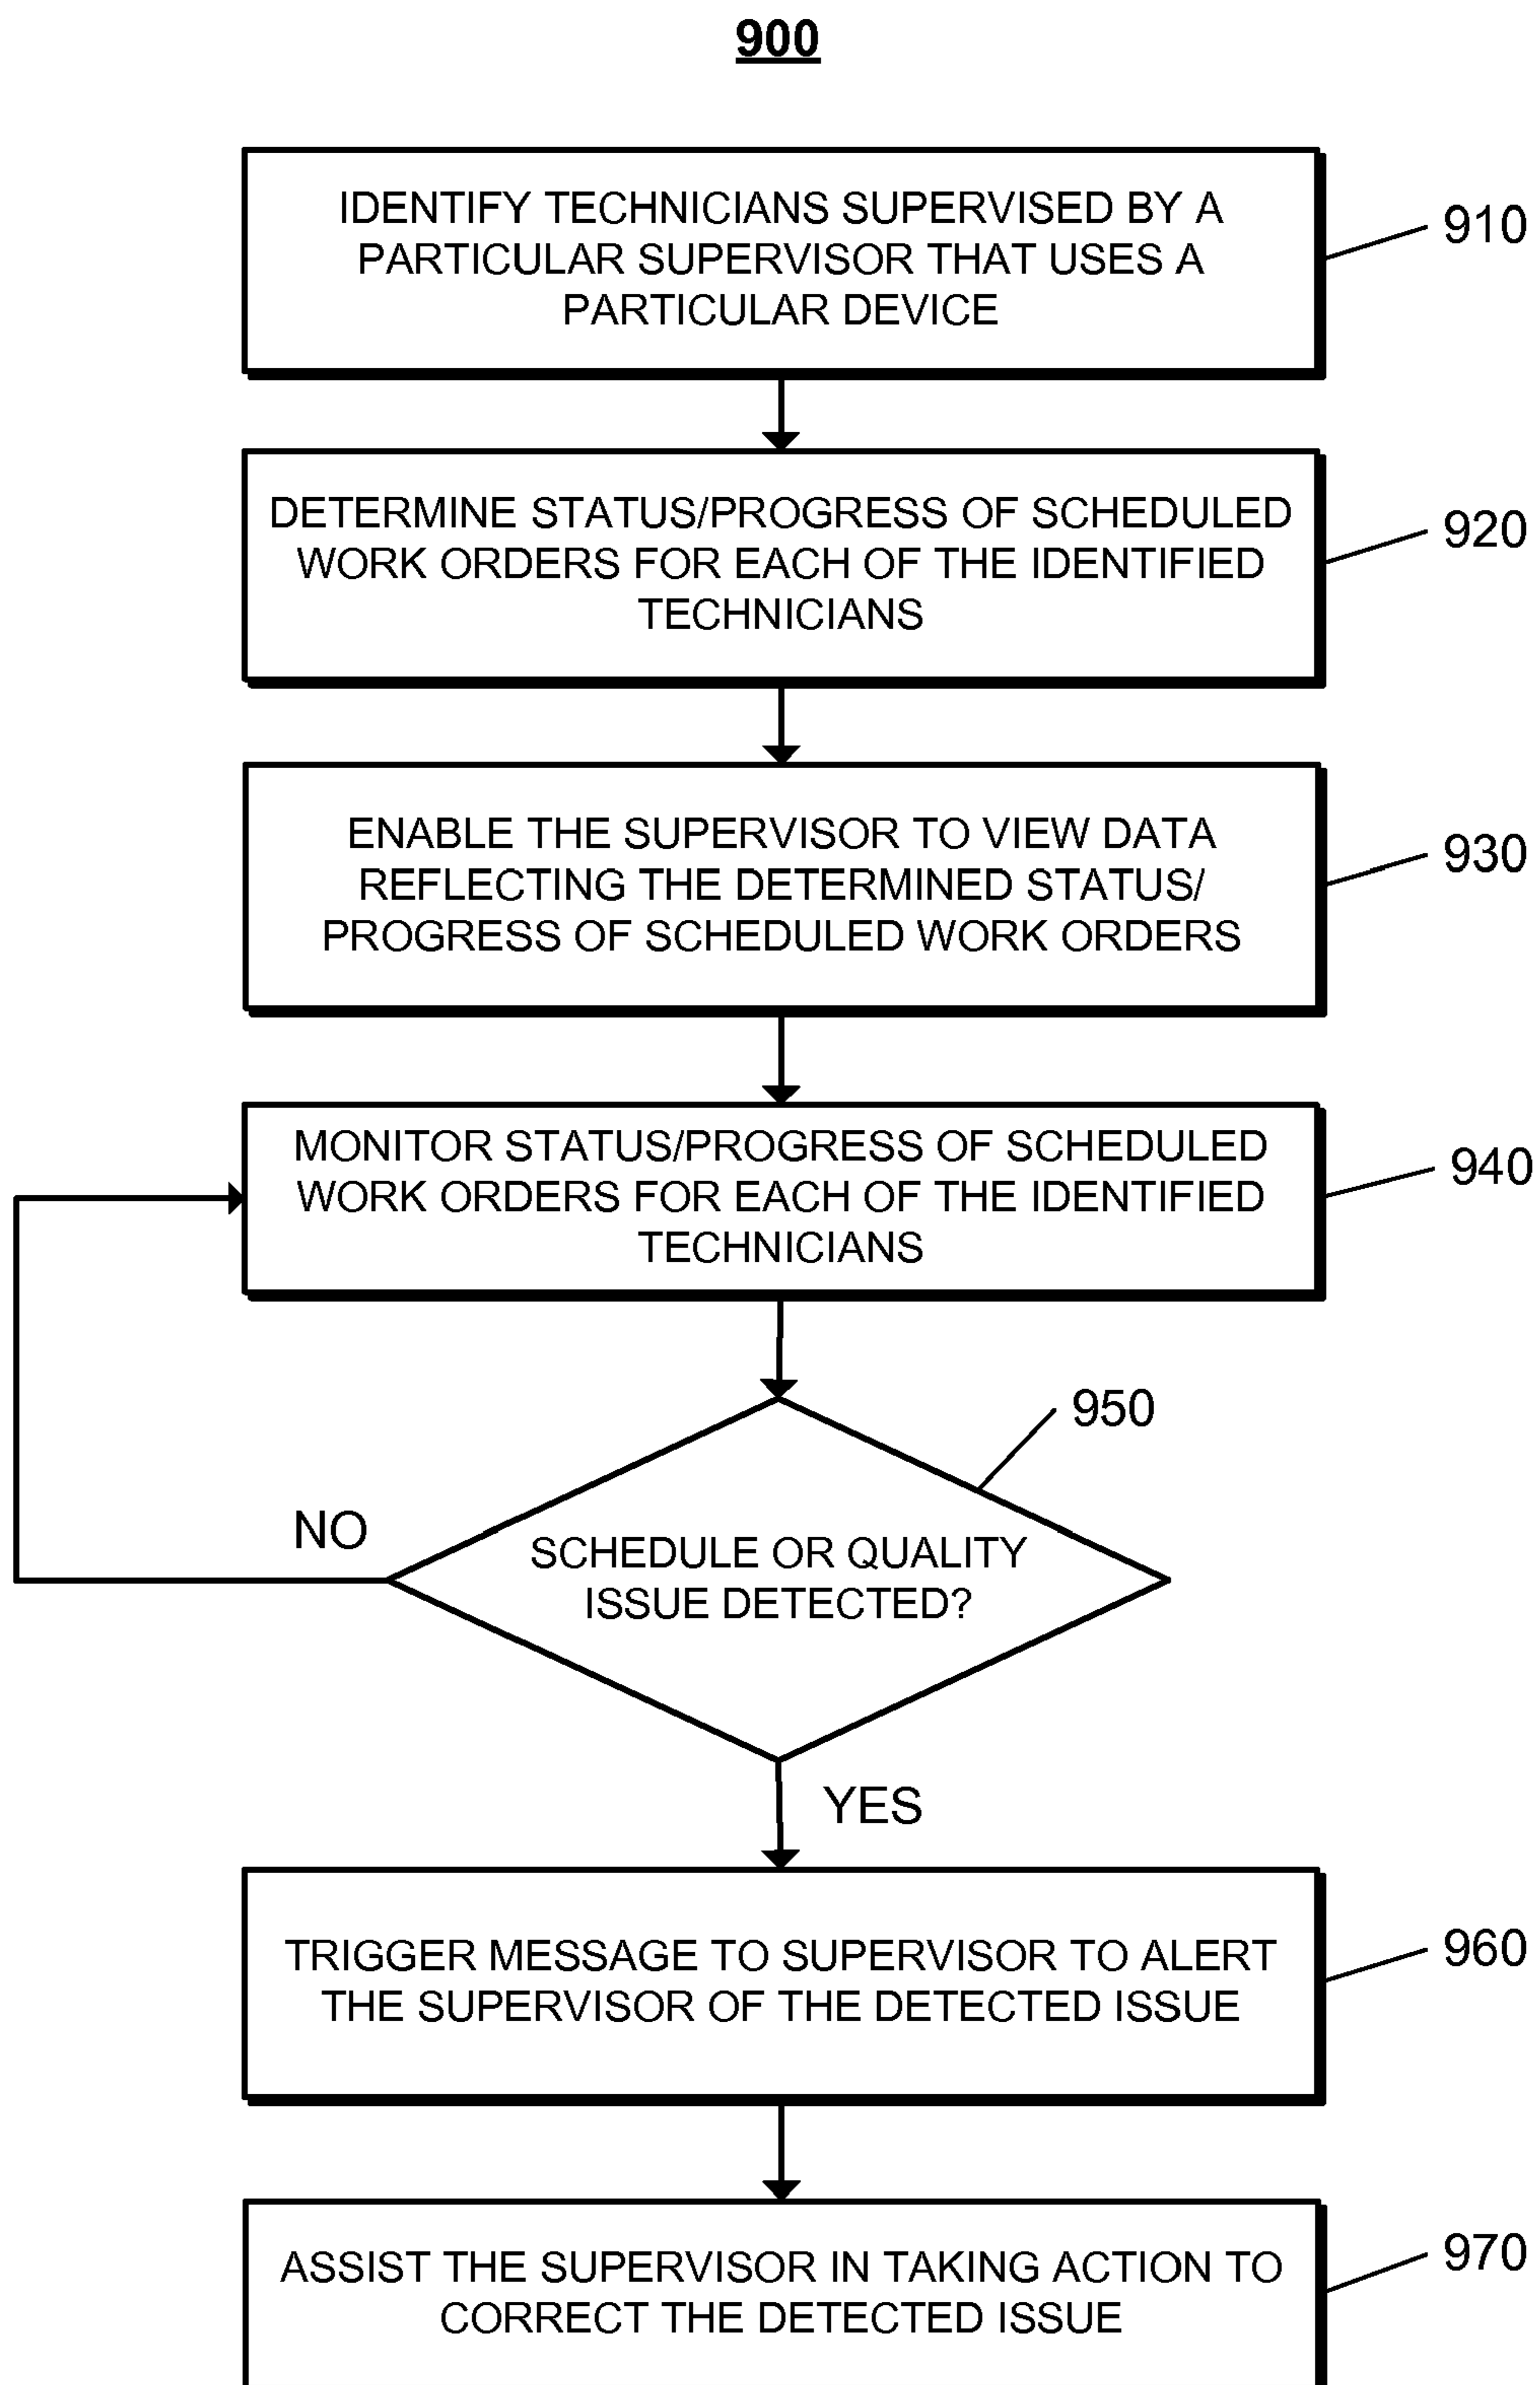 900
IDENTIFY TECHNICIANS SUPERVISED BY A
PARTICULAR SUPERVISOR THAT USES A
PARTICULAR DEVICE
910
DETERMINE STATUS/PROGRESS OF SCHEDULED
WORK ORDERS FOR EACH OF THE IDENTIFIED
TECHNICIANS
920
ENABLE THE SUPERVISOR TO VIEW DATA
REFLECTING THE DETERMINED STATUS/
PROGRESS OF SCHEDULED WORK ORDERS
930
MONITOR STATUS/PROGRESS OF SCHEDULED
WORK ORDERS FOR EACH OF THE IDENTIFIED
TECHNICIANS
940
950
NO
SCHEDULE OR QUALITY
ISSUE DETECTED?
YES
TRIGGER MESSAGE TO SUPERVISOR TO ALERT
THE SUPERVISOR OF THE DETECTED ISSUE
960
ASSIST THE SUPERVISOR IN TAKING ACTION TO
CORRECT THE DETECTED ISSUE
970